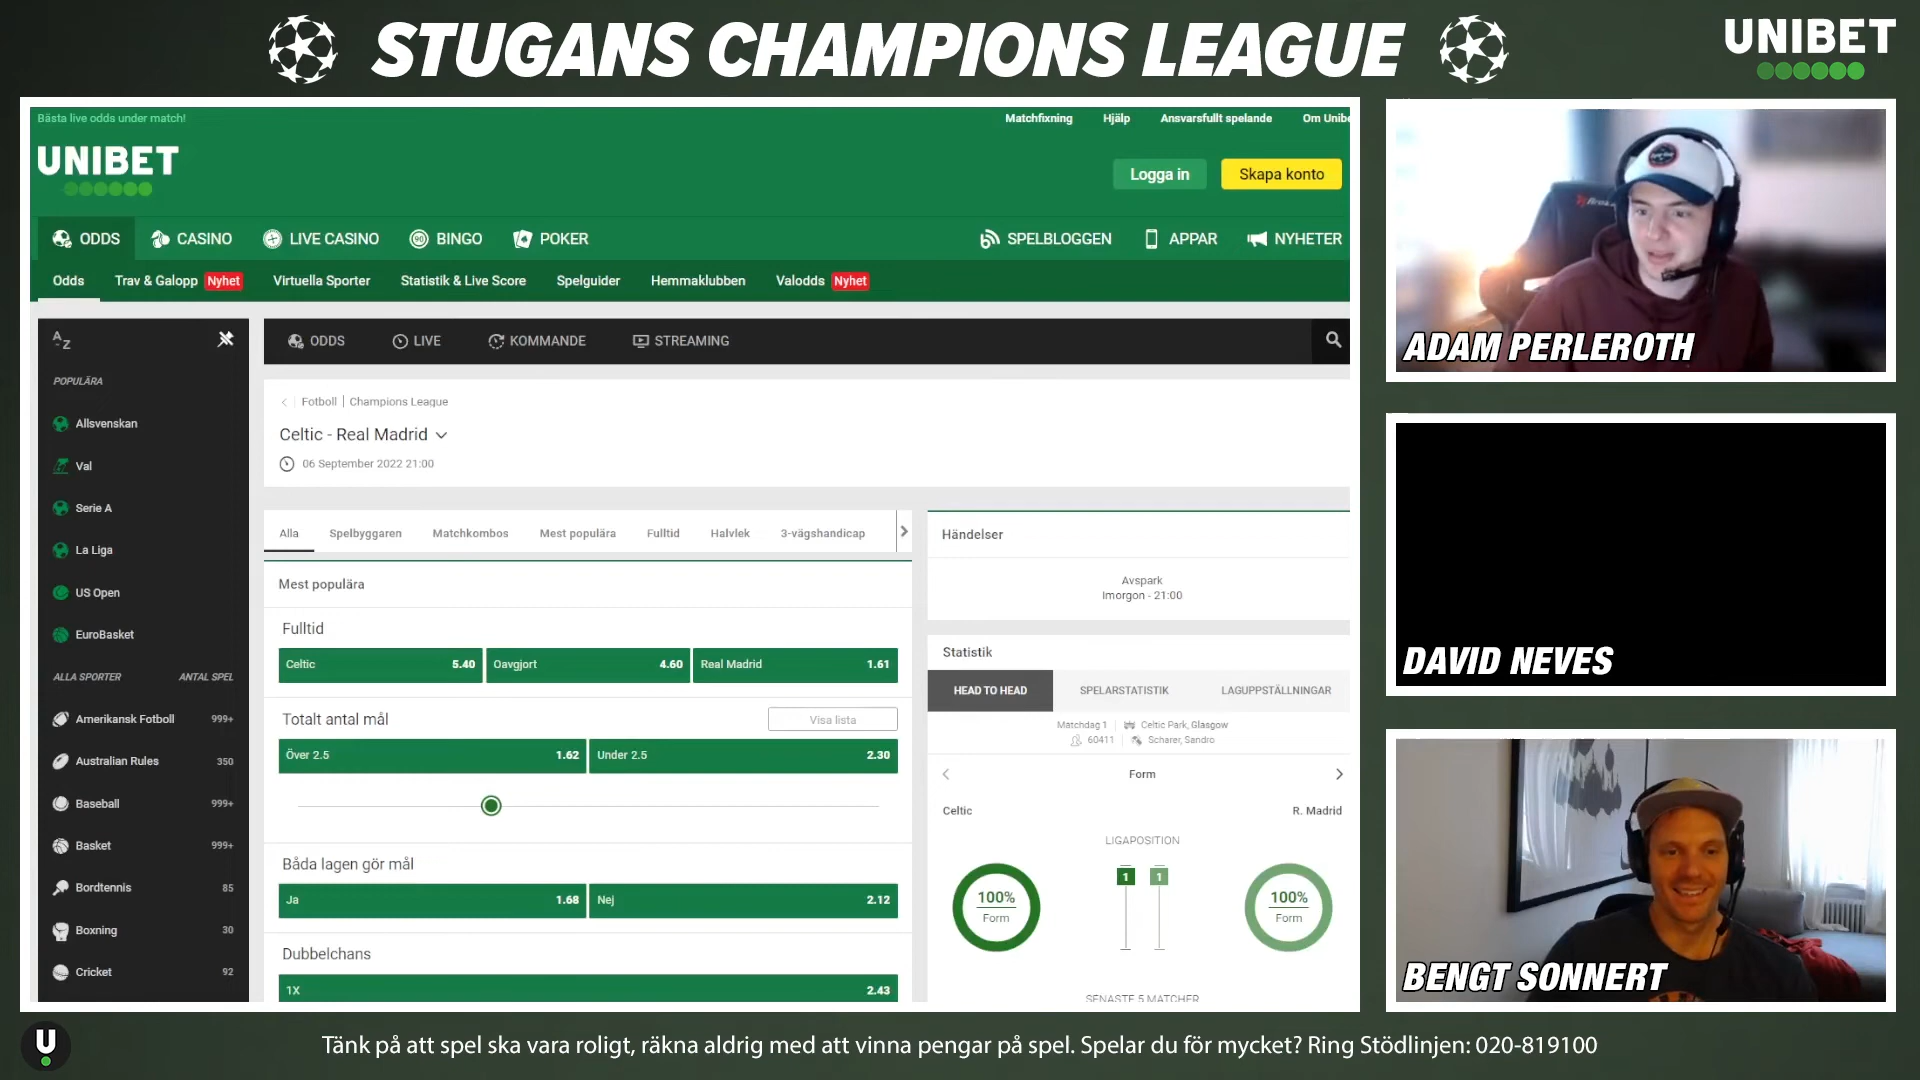 STUGANS CHAMPIONS LEAGUE
UNIBET
Bästa live odds under match!
Matchfixning Hjälp Ansvarsfullt spelande Om Unibe
UNIBET
Logga in Skapa konto
ODDS CASINO LIVE CASINO BINGO POKER SPELBLOGGEN APPAR NYHETER
Odds Trav & Galopp Nyhet Virtuella Sporter Statistik & Live Score Spelguider Hemmaklubben Valodds Nyhet
A-Z
POPULÄRA
Allsvenskan
Val
Serie A
La Liga
US Open
EuroBasket
ALLA SPORTER ANTAL SPEL
Amerikansk Fotboll 999+
Australian Rules 350
Baseball 999+
Basket 999+
Bordtennis 85
Boxning 30
Cricket 92
ODDS LIVE KOMMANDE STREAMING
Fotboll | Champions League
Celtic - Real Madrid
06 September 2022 21:00
Alla Spelbyggaren Matchkombos Mest populära Fulltid Halvlek 3-vägshandicap
Mest populära
Fulltid
Celtic 5.40 Oavgjort 4.60 Real Madrid 1.61
Totalt antal mål Visa lista
Över 2.5 1.62 Under 2.5 2.30
Båda lagen gör mål
Ja 1.68 Nej 2.12
Dubbelchans
1X 2.43
Händelser
Avspark
Imorgon - 21:00
Statistik
HEAD TO HEAD SPELARSTATISTIK LAGUPPSTÄLLNINGAR
Matchdag 1 Celtic Park, Glasgow
60411 Scharer, Sandro
Form
Celtic R. Madrid
LIGAPOSITION
100% Form 1 1 100% Form
SENASTE 5 MATCHER
ADAM PERLEROTH
DAVID NEVES
BENGT SONNERT
U
Tänk på att spel ska vara roligt, räkna aldrig med att vinna pengar på spel. Spelar du för mycket? Ring Stödlinjen: 020-819100